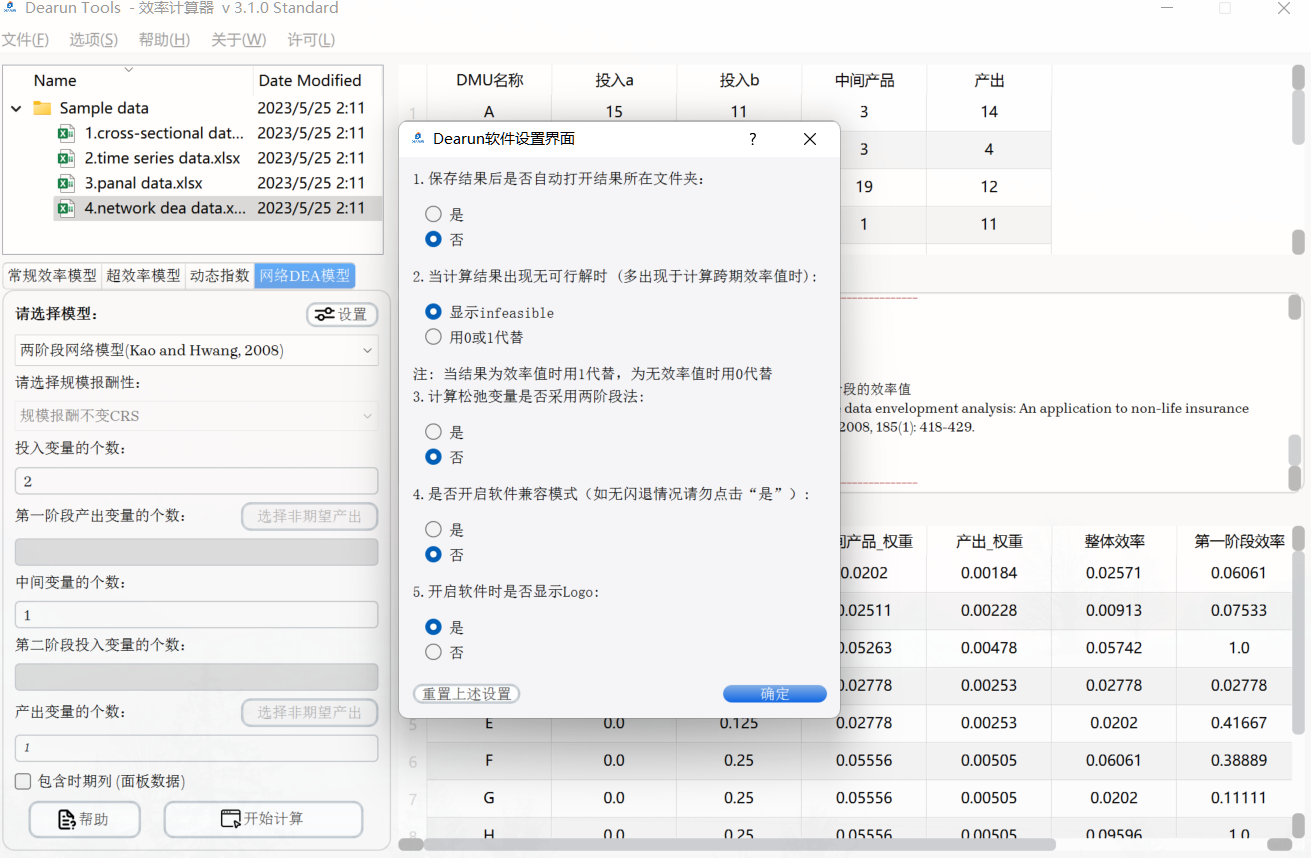 Dearun Tools - 效率计算器 v 3.1.0 Standard
文件(F) 选项(S) 帮助(H) 关于(W) 许可(L)
Name Date Modified
Sample data 2023/5/25 2:11
1.cross-sectional dat... 2023/5/25 2:11
2.time series data.xlsx 2023/5/25 2:11
3.panal data.xlsx 2023/5/25 2:11
4.network dea data.x... 2023/5/25 2:11
常规效率模型 超效率模型 动态指数 网络DEA模型
请选择模型: 设置
两阶段网络模型(Kao and Hwang, 2008)
请选择规模报酬性:
规模报酬不变CRS
投入变量的个数:
2
第一阶段产出变量的个数: 选择非期望产出
中间变量的个数:
1
第二阶段投入变量的个数:
产出变量的个数: 选择非期望产出
1
包含时期列 (面板数据)
帮助 开始计算
DMU名称 投入a 投入b 中间产品 产出
1 A 15 11 3 14
3 4
19 12
1 11
Dearun软件设置界面 ?
1. 保存结果后是否自动打开结果所在文件夹:
是
否
2. 当计算结果出现无可行解时 (多出现于计算跨期效率值时):
显示infeasible
用0或1代替
注: 当结果为效率值时用1代替，为无效率值时用0代替
3. 计算松弛变量是否采用两阶段法:
是
否
4. 是否开启软件兼容模式（如无闪退情况请勿点击“是”）:
是
否
5. 开启软件时是否显示Logo:
是
否
重置上述设置 确定
段的效率值
data envelopment analysis: An application to non-life insurance
2008, 185(1): 418-429.
产品_权重 产出_权重 整体效率 第一阶段效率
0.0202 0.00184 0.02571 0.06061
0.02511 0.00228 0.00913 0.07533
0.05263 0.00478 0.05742 1.0
0.02778 0.00253 0.02778 0.02778
5 E 0.0 0.125 0.02778 0.00253 0.0202 0.41667
6 F 0.0 0.25 0.05556 0.00505 0.06061 0.38889
7 G 0.0 0.25 0.05556 0.00505 0.0202 0.11111
8 H 0.0 0.25 0.05556 0.00505 0.09596 1.0